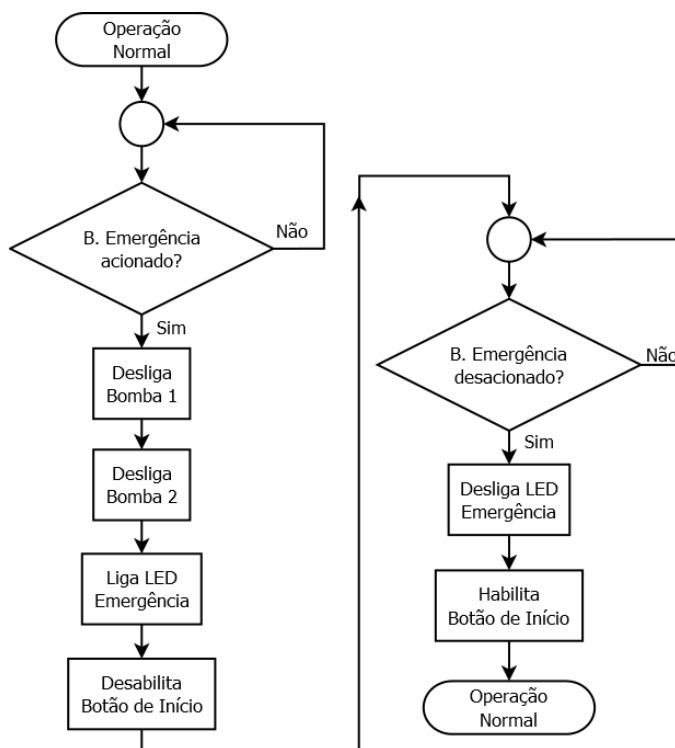 Operação
Normal
B. Emergência
acionado?
Não
Sim
Desliga
Bomba 1
Desliga
Bomba 2
Liga LED
Emergência
Desabilita
Botão de Início
B. Emergência
desacionado?
Não
Sim
Desliga LED
Emergência
Habilita
Botão de Início
Operação
Normal